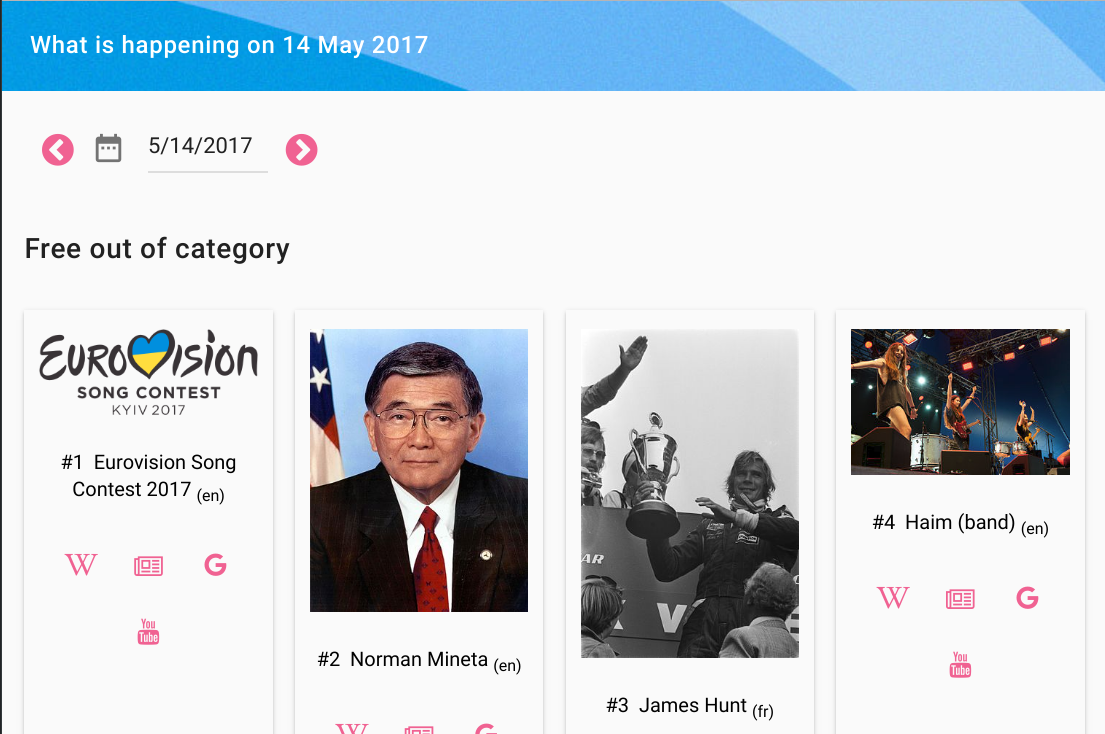 What is happening on 14 May 2017
5/14/2017
Free out of category
EUROVISION
SONG CONTEST
KYIV 2017
#1 Eurovision Song
Contest 2017 (en)
W
G
You
Tube
#2 Norman Mineta (en)
W
G
AR
V
#3 James Hunt (fr)
#4 Haim (band) (en)
W
G
You
Tube